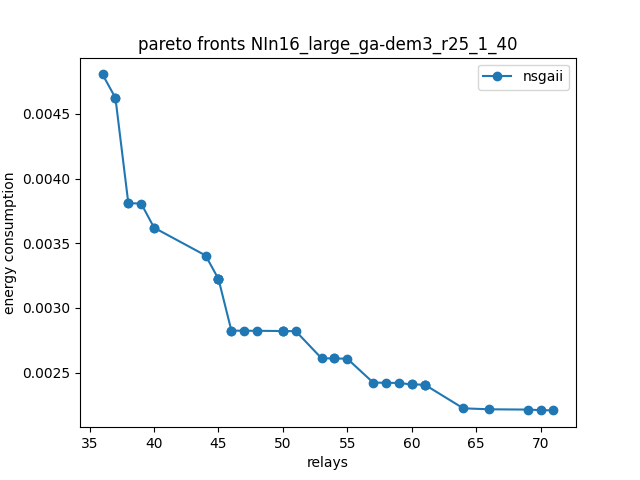 pareto fronts NIn16_large_ga-dem3_r25_1_40
nsgaii
energy consumption
0.0045
0.0040
0.0035
0.0030
0.0025
35 40 45 50 55 60 65 70
relays